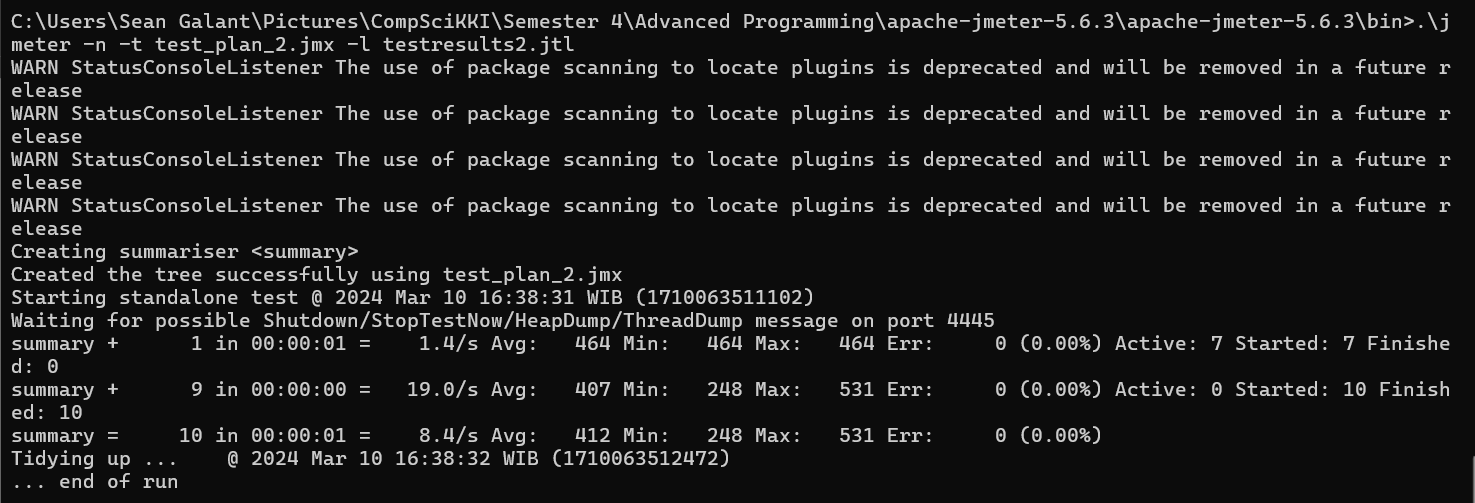 C:\Users\Sean Galant\Pictures\CompSciKKI\Semester 4\Advanced Programming\apache-jmeter-5.6.3\apache-jmeter-5.6.3\bin>.\j
meter -n -t test_plan_2.jmx -l testresults2.jtl
WARN StatusConsoleListener The use of package scanning to locate plugins is deprecated and will be removed in a future r
elease
WARN StatusConsoleListener The use of package scanning to locate plugins is deprecated and will be removed in a future r
elease
WARN StatusConsoleListener The use of package scanning to locate plugins is deprecated and will be removed in a future r
elease
WARN StatusConsoleListener The use of package scanning to locate plugins is deprecated and will be removed in a future r
elease
Creating summariser <summary>
Created the tree successfully using test_plan_2.jmx
Starting standalone test @ 2024 Mar 10 16:38:31 WIB (1710063511102)
Waiting for possible Shutdown/StopTestNow/HeapDump/ThreadDump message on port 4445
summary +      1 in 00:00:01 =    1.4/s Avg:   464 Min:   464 Max:   464 Err:     0 (0.00%) Active: 7 Started: 7 Finishe
d: 0
summary +      9 in 00:00:00 =   19.0/s Avg:   407 Min:   248 Max:   531 Err:     0 (0.00%) Active: 0 Started: 10 Finish
ed: 10
summary =     10 in 00:00:01 =    8.4/s Avg:   412 Min:   248 Max:   531 Err:     0 (0.00%)
Tidying up ...    @ 2024 Mar 10 16:38:32 WIB (1710063512472)
... end of run